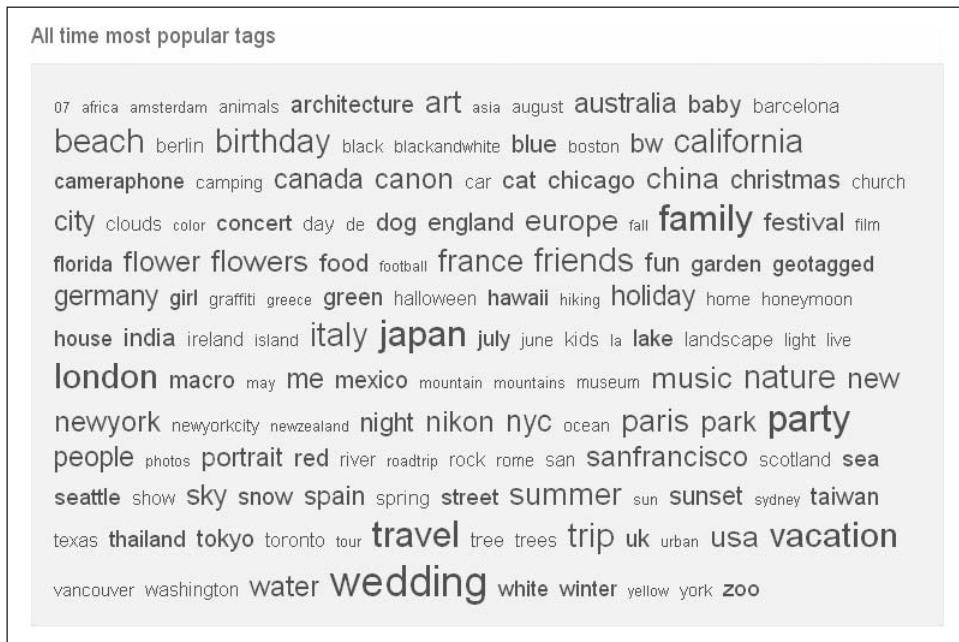 All time most popular tags
07 africa amsterdam animals architecture art asia august australia baby barcelona
beach berlin birthday black blackandwhite blue boston bw california
cameraphone camping canada canon car cat chicago china christmas church
city clouds color concert day de dog england europe fall family festival film
florida flower flowers food football france friends fun garden geotagged
germany girl graffiti greece green halloween hawaii hiking holiday home honeymoon
house india ireland island italy japan july june kids la lake landscape light live
london macro may me mexico mountain mountains museum music nature new
newyork newyorkcity newzealand night nikon nyc ocean paris park party
people photos portrait red river roadtrip rock rome san sanfrancisco scotland sea
seattle show sky snow spain spring street summer sun sunset sydney taiwan
texas thailand tokyo toronto tour travel tree trees trip uk urban usa vacation
vancouver washington water wedding white winter yellow york zoo